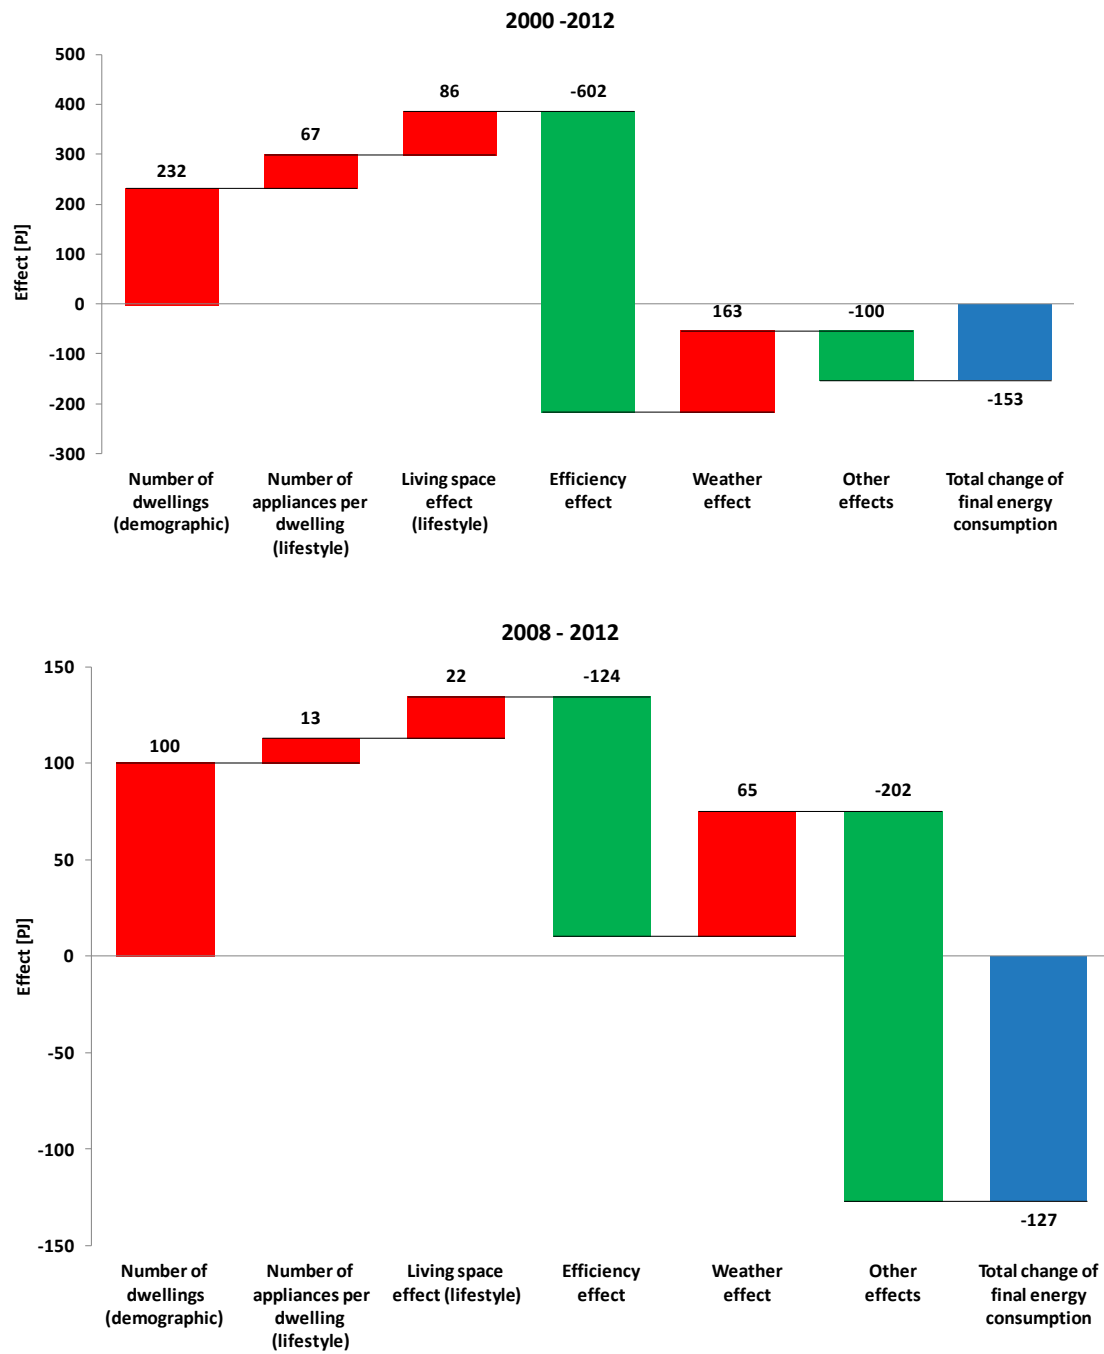 2000 -2012
Effect [PJ]
500
400
300
200
100
0
-100
-200
-300
232
67
86
-602
163
-100
-153
Number of
dwellings
(demographic)
Number of
appliances per
dwelling
(lifestyle)
Living space
effect
(lifestyle)
Efficiency
effect
Weather
effect
Other
effects
Total change of
final energy
consumption
2008 - 2012
Effect [PJ]
150
100
50
0
-50
-100
-150
100
13
22
-124
65
-202
-127
Number of
dwellings
(demographic)
Number of
appliances per
dwelling
(lifestyle)
Living space
effect (lifestyle)
Efficiency
effect
Weather
effect
Other
effects
Total change of
final energy
consumption